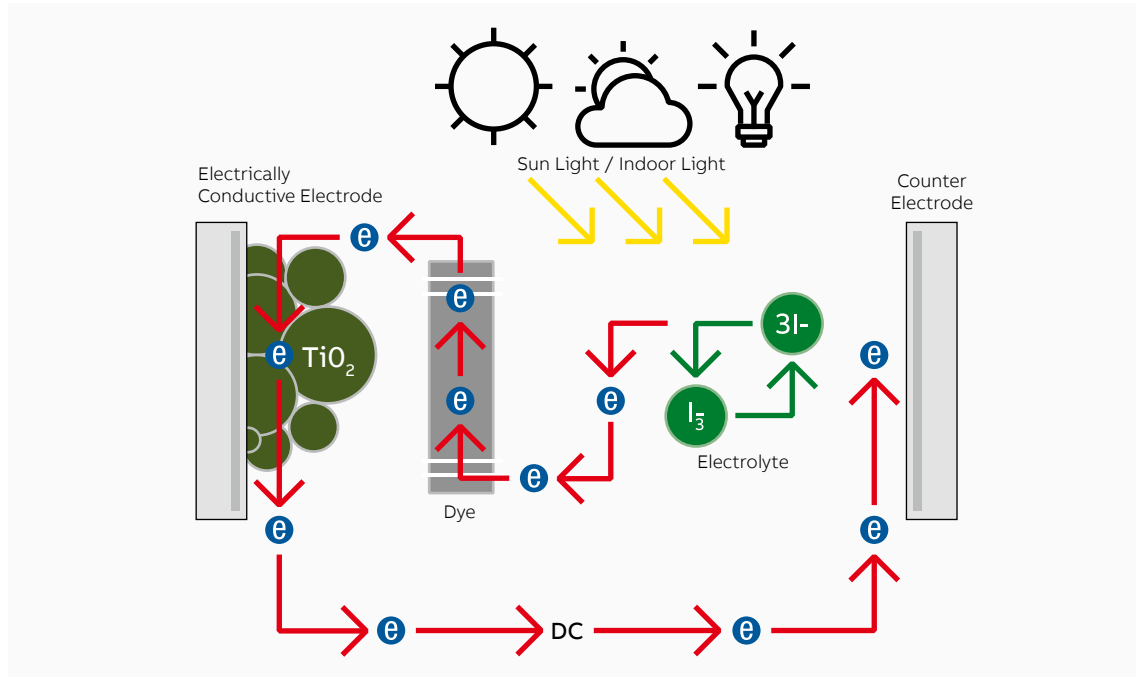 Sun Light / Indoor Light
Electrically
Conductive Electrode
Counter
Electrode
e
e
3I-
e
TiO₂
e
e
e
I₃̄
Electrolyte
e
Dye
e
e
e
DC
e